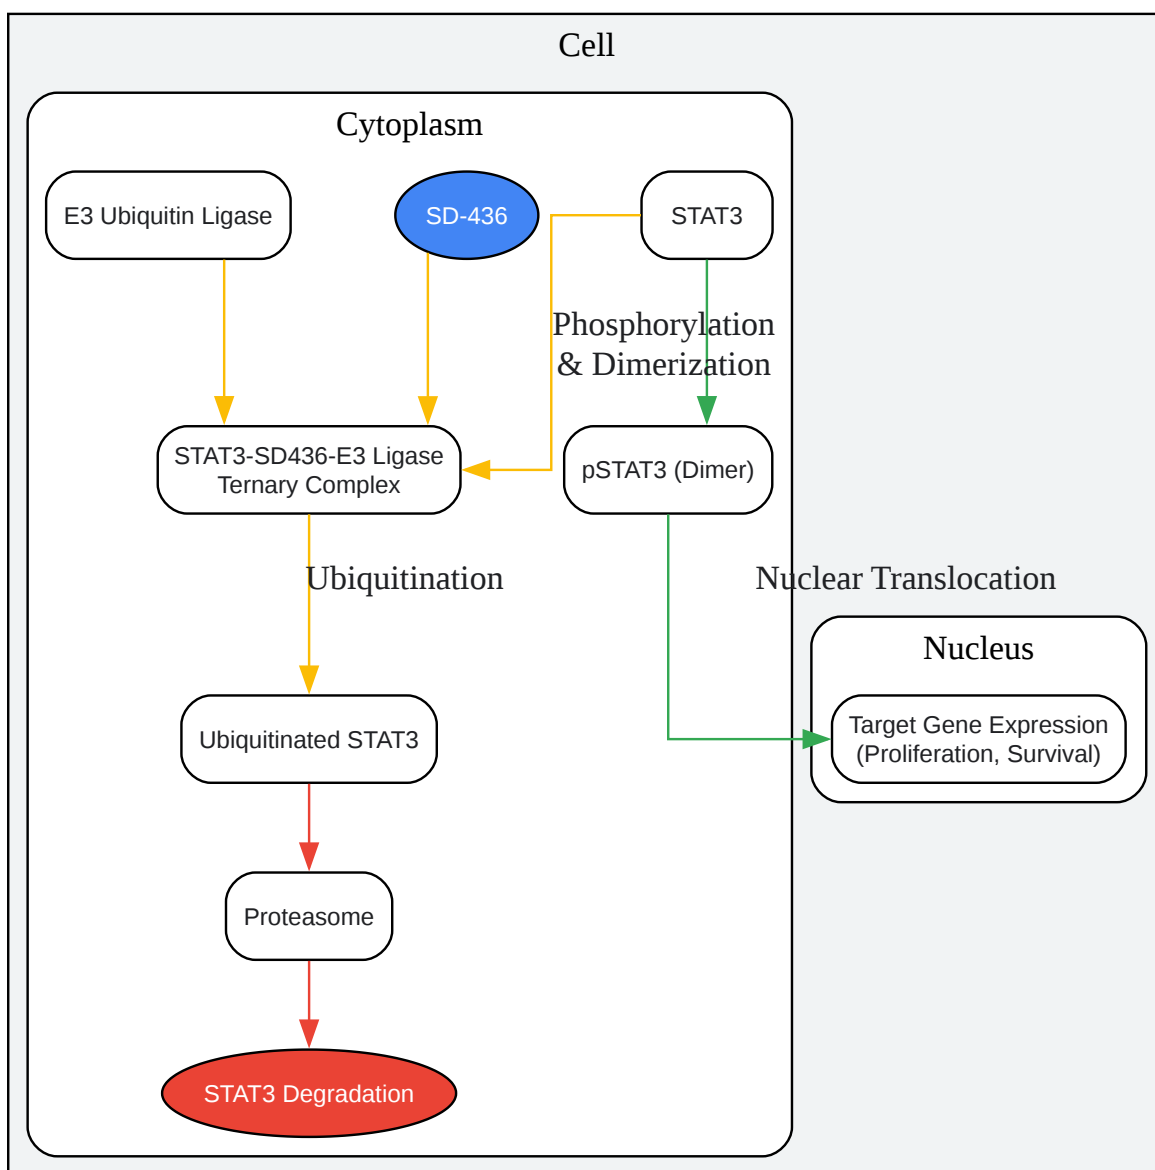 Cell
Cytoplasm
E3 Ubiquitin Ligase
SD-436
STAT3
Phosphorylation
& Dimerization
STAT3-SD436-E3 Ligase
Ternary Complex
pSTAT3 (Dimer)
Ubiquitination
Nuclear Translocation
Nucleus
Ubiquitinated STAT3
Target Gene Expression
(Proliferation, Survival)
Proteasome
STAT3 Degradation